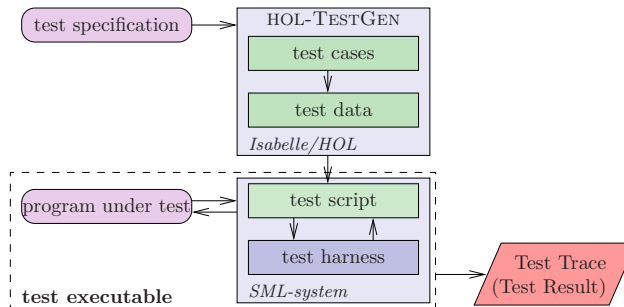 test specification
HOL-TESTGEN
test cases
test data
Isabelle/HOL
program under test
test script
test harness
SML-system
test executable
Test Trace
(Test Result)